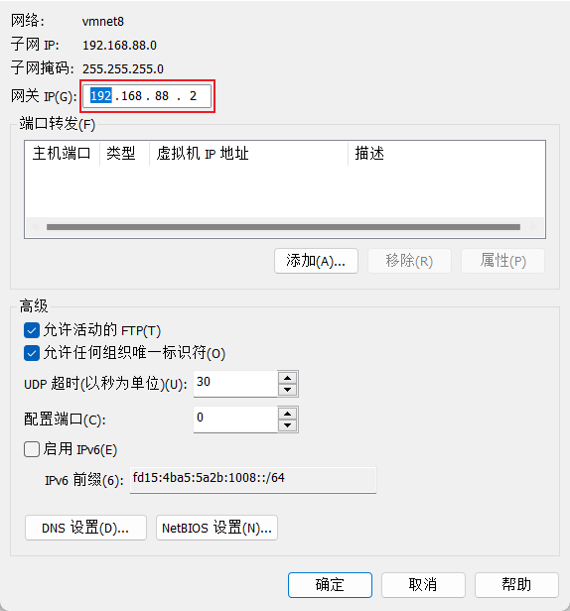 网络: vmnet8
子网 IP: 192.168.88.0
子网掩码: 255.255.255.0
网关 IP(G): 192 . 168 . 88 . 2
端口转发(F)
主机端口 类型 虚拟机 IP 地址 描述
添加(A)... 移除(R) 属性(P)
高级
允许活动的 FTP(T)
允许任何组织唯一标识符(O)
UDP 超时(以秒为单位)(U): 30
配置端口(C): 0
启用 IPv6(E)
IPv6 前缀(6): fd15:4ba5:5a2b:1008::/64
DNS 设置(D)... NetBIOS 设置(N)...
确定 取消 帮助